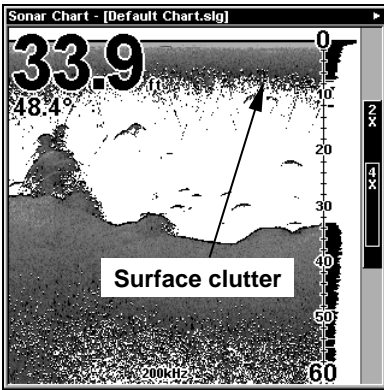 Sonar Chart - [Default Chart.slg]
33.9 ft
48.4°
0
10
20
30
40
50
60
2X
4X
Surface clutter
200kHz